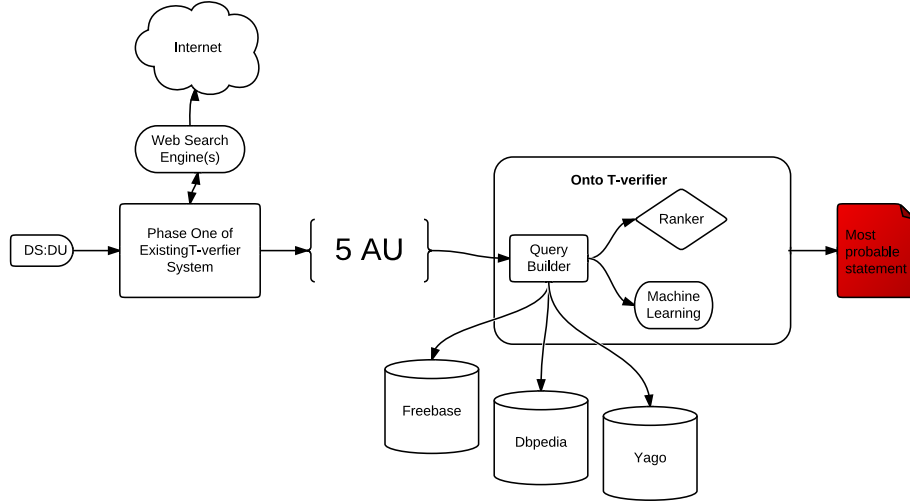 Internet
Web Search
Engine(s)
DS:DU
Phase One of
ExistingT-verfier
System
5 AU
Onto T-verifier
Ranker
Query
Builder
Machine
Learning
Most
probable
statement
Freebase
Dbpedia
Yago